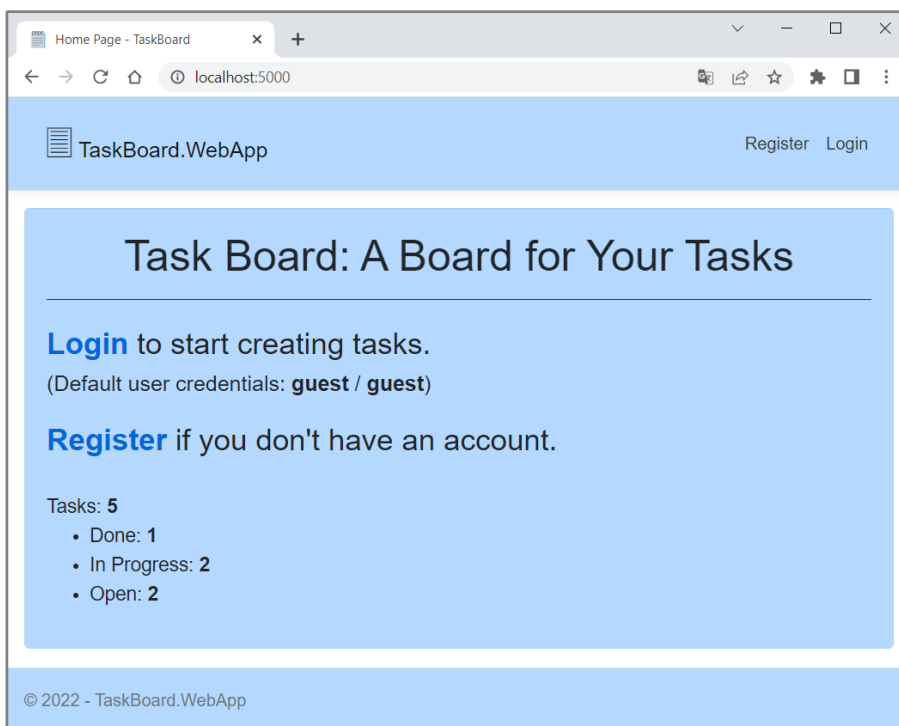 Home Page - TaskBoard
localhost:5000
TaskBoard.WebApp
Register Login
Task Board: A Board for Your Tasks
Login to start creating tasks.
(Default user credentials: guest / guest)
Register if you don't have an account.
Tasks: 5
• Done: 1
• In Progress: 2
• Open: 2
© 2022 - TaskBoard.WebApp